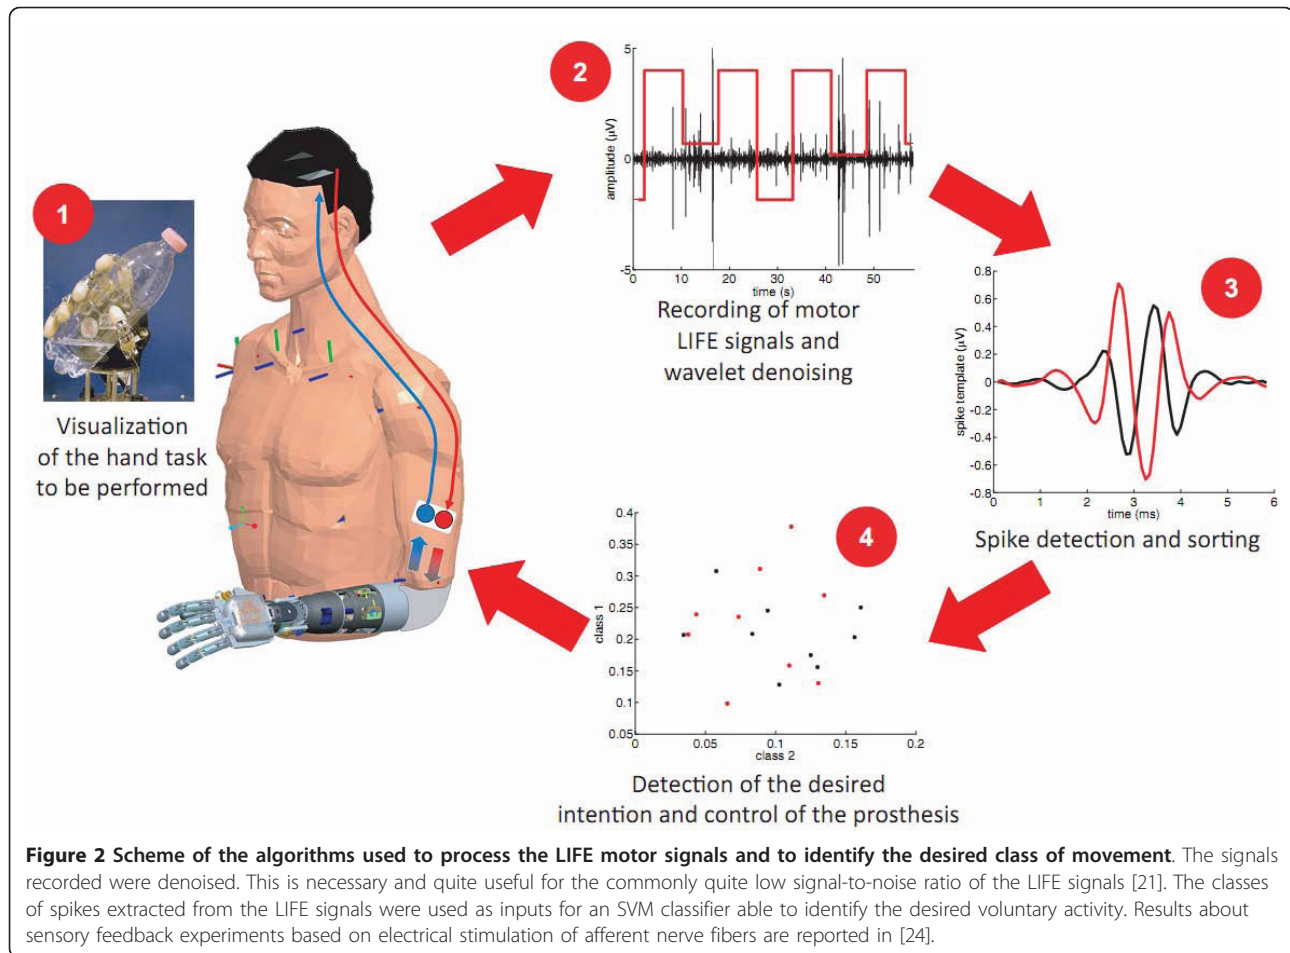 1
Visualization
of the hand task
to be performed
2
5
0
-5
amplitude (µV)
0 10 20 30 40 50
time (s)
Recording of motor
LIFE signals and
wavelet denoising
3
0.8
0.6
0.4
0.2
0
-0.2
-0.4
-0.6
-0.8
spike template (µV)
0 1 2 3 4 5 6
time (ms)
Spike detection and sorting
4
0.4
0.35
0.3
0.25
0.2
0.15
0.1
0.05
class 1
0 0.05 0.1 0.15 0.2
class 2
Detection of the desired
intention and control of the prosthesis
Figure 2 Scheme of the algorithms used to process the LIFE motor signals and to identify the desired class of movement. The signals
recorded were denoised. This is necessary and quite useful for the commonly quite low signal-to-noise ratio of the LIFE signals [21]. The classes
of spikes extracted from the LIFE signals were used as inputs for an SVM classifier able to identify the desired voluntary activity. Results about
sensory feedback experiments based on electrical stimulation of afferent nerve fibers are reported in [24].